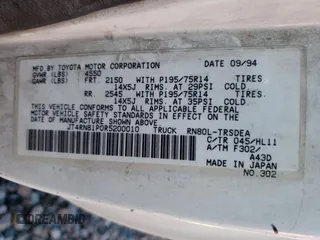 MFD BY TOYOTA MOTOR CORPORATION DATE 09/94
GVWR (LBS) 4550
GAWR (LBS) FRT 2150 WITH P195/75R14 TIRES
14X5J RIMS. AT 29PSI COLD
RR. 2545 WITH P195/75R14 TIRES
14X5J RIMS. AT 35PSI COLD
THIS VEHICLE CONFORMS TO ALL APPLICABLE FEDERAL
MOTOR VEHICLE SAFETY STANDARDS IN EFFECT ON THE
DATE OF MANUFACTURE SHOWN ABOVE.
JT4RN81P0R5200010 TRUCK RN80L-TRSDEA
C/TR 045/HL11
A/TM F302/
A43D
MADE IN JAPAN
NO.302
DREAMBID